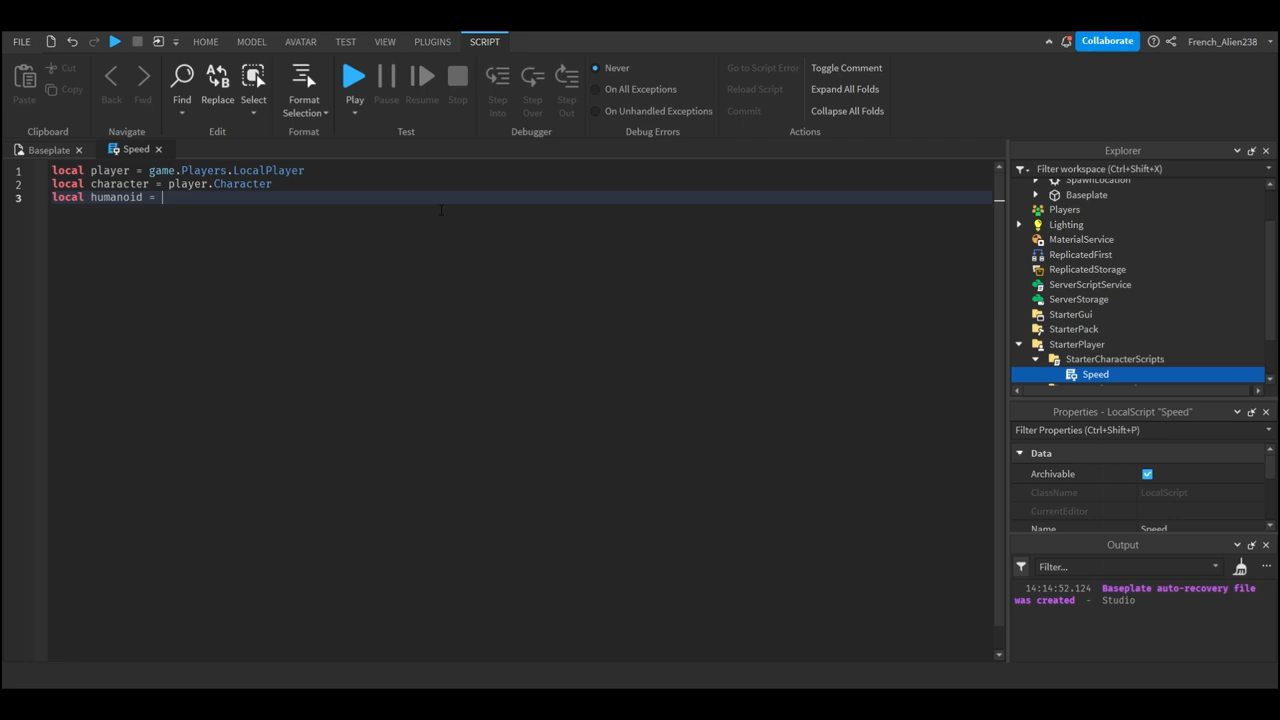 FILE HOME MODEL AVATAR TEST VIEW PLUGINS SCRIPT Collaborate French_Alien238
Paste Cut Copy
Clipboard
Back Fwd
Navigate
Find Replace Select
Edit
Format Selection
Format
Play Pause Resume Stop
Test
Step Into Step Over Step Out
Debugger
Never
On All Exceptions
On Unhandled Exceptions
Debug Errors
Go to Script Error Toggle Comment
Reload Script Expand All Folds
Commit Collapse All Folds
Actions
Baseplate Speed
1 local player = game.Players.LocalPlayer
2 local character = player.Character
3 local humanoid =
Explorer
Filter workspace (Ctrl+Shift+X)
SpawnLocation
Baseplate
Players
Lighting
MaterialService
ReplicatedFirst
ReplicatedStorage
ServerScriptService
ServerStorage
StarterGui
StarterPack
StarterPlayer
StarterCharacterScripts
Speed
Properties - LocalScript "Speed"
Filter Properties (Ctrl+Shift+P)
Data
Archivable
ClassName LocalScript
CurrentEditor
Name Speed
Output
Filter...
14:14:52.124 Baseplate auto-recovery file
was created - Studio